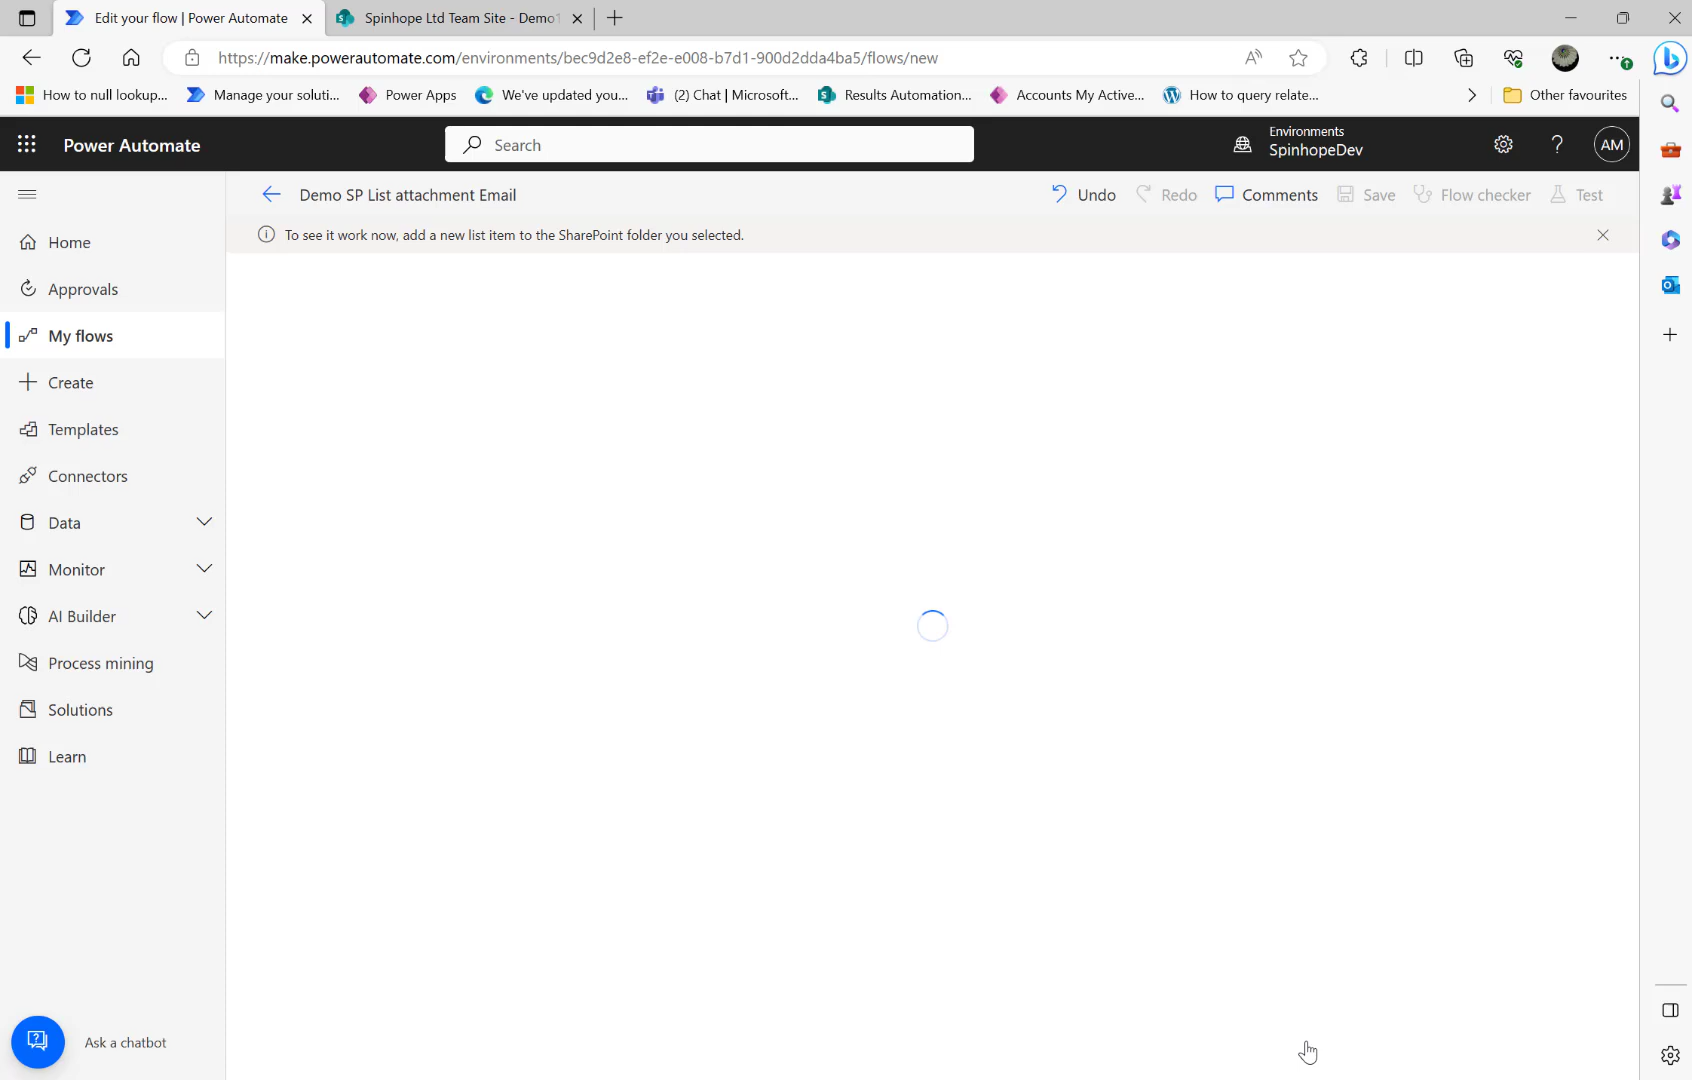 Edit your flow | Power Automate
Spinhope Ltd Team Site - Demo1
https://make.powerautomate.com/environments/bec9d2e8-ef2e-e008-b7d1-900d2dda4ba5/flows/new
How to null lookup...
Manage your soluti...
Power Apps
We've updated you...
(2) Chat | Microsoft...
Results Automation...
Accounts My Active...
How to query relate...
Other favourites
Power Automate
Search
Environments
SpinhopeDev
AM
Demo SP List attachment Email
Undo
Redo
Comments
Save
Flow checker
Test
To see it work now, add a new list item to the SharePoint folder you selected.
Home
Approvals
My flows
Create
Templates
Connectors
Data
Monitor
AI Builder
Process mining
Solutions
Learn
Ask a chatbot